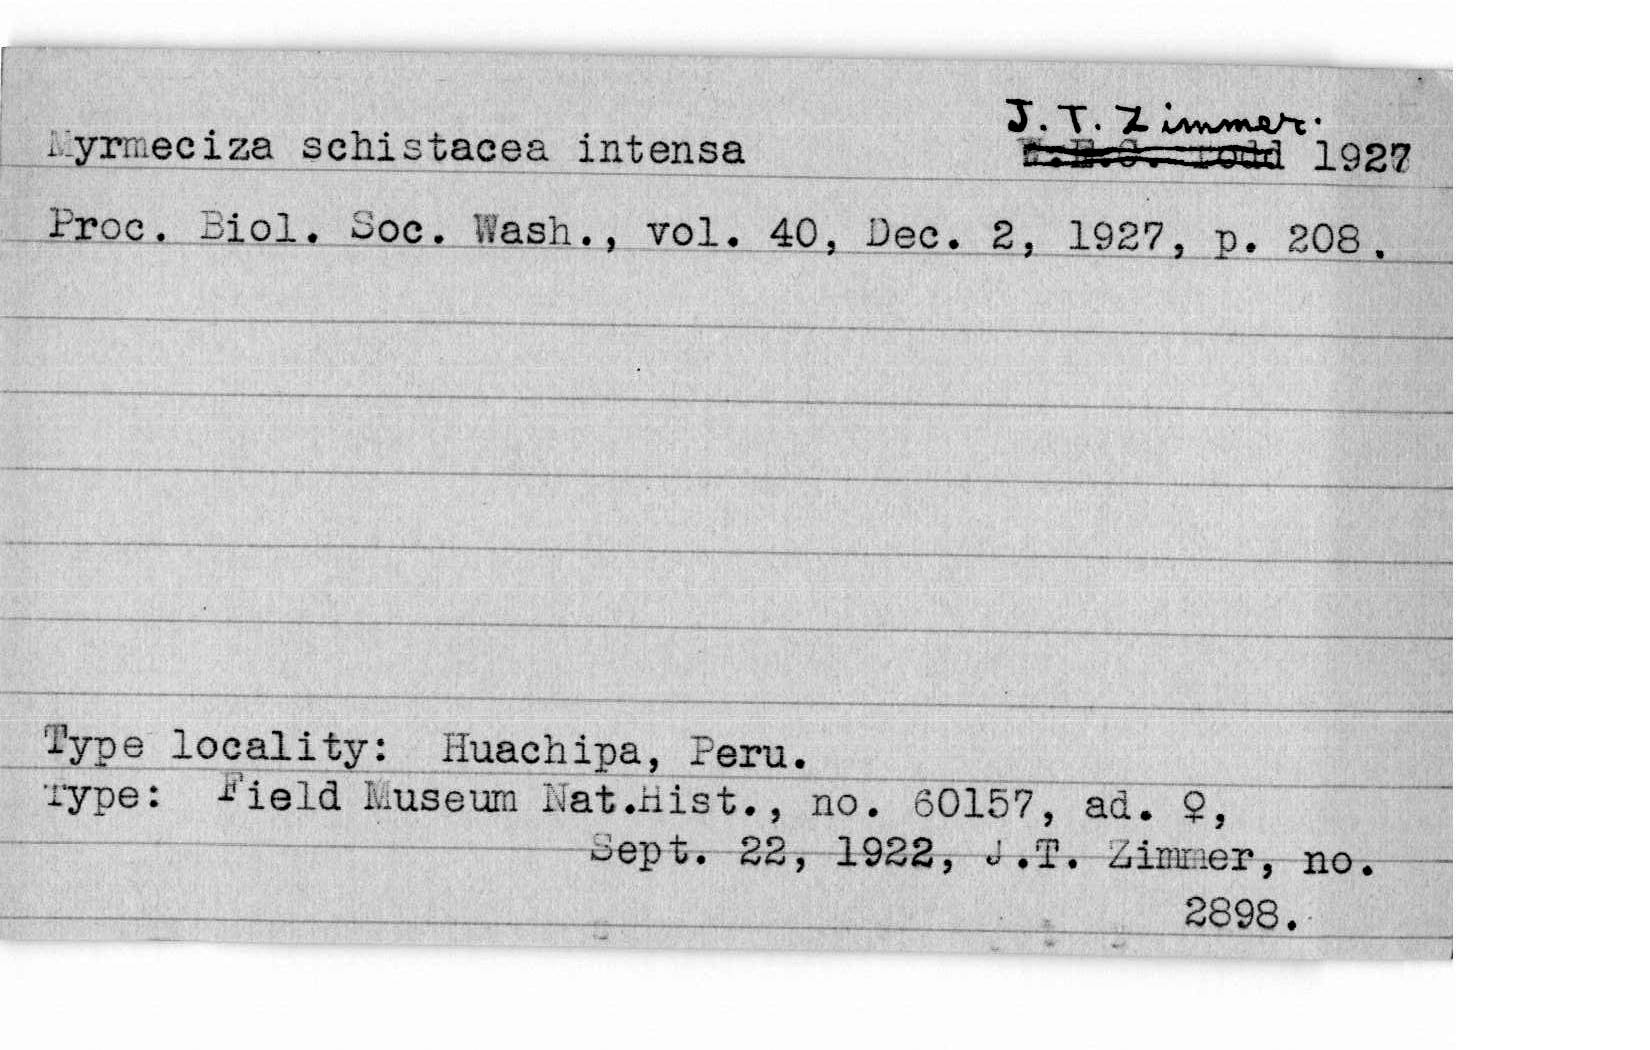 J. T. Zimmer.
Myrmeciza schistacea intensa W.E.C. Todd 1927
Proc. Biol. Soc. Wash., vol. 40, Dec. 2, 1927, p. 208.
Type locality: Huachipa, Peru.
Type: Field Museum Nat.Hist., no. 60157, ad. ♀,
Sept. 22, 1922, J.T. Zimmer, no.
2898.